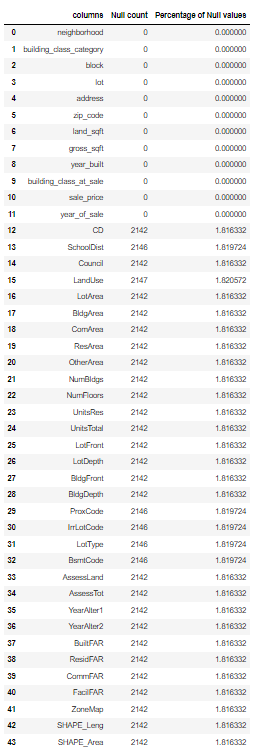 columns Null count Percentage of Null values
0 neighborhood 0 0.000000
1 building_class_category 0 0.000000
2 block 0 0.000000
3 lot 0 0.000000
4 address 0 0.000000
5 zip_code 0 0.000000
6 land_sqft 0 0.000000
7 gross_sqft 0 0.000000
8 year_built 0 0.000000
9 building_class_at_sale 0 0.000000
10 sale_price 0 0.000000
11 year_of_sale 0 0.000000
12 CD 2142 1.816332
13 SchoolDist 2146 1.819724
14 Council 2142 1.816332
15 LandUse 2147 1.820572
16 LotArea 2142 1.816332
17 BldgArea 2142 1.816332
18 ComArea 2142 1.816332
19 ResArea 2142 1.816332
20 OtherArea 2142 1.816332
21 NumBldgs 2142 1.816332
22 NumFloors 2142 1.816332
23 UnitsRes 2142 1.816332
24 UnitsTotal 2142 1.816332
25 LotFront 2142 1.816332
26 LotDepth 2142 1.816332
27 BldgFront 2142 1.816332
28 BldgDepth 2142 1.816332
29 ProxCode 2146 1.819724
30 IrrLotCode 2146 1.819724
31 LotType 2146 1.819724
32 BsmtCode 2146 1.819724
33 AssessLand 2142 1.816332
34 AssessTot 2142 1.816332
35 YearAlter1 2142 1.816332
36 YearAlter2 2142 1.816332
37 BuiltFAR 2142 1.816332
38 ResidFAR 2142 1.816332
39 CommFAR 2142 1.816332
40 FacilFAR 2142 1.816332
41 ZoneMap 2142 1.816332
42 SHAPE_Leng 2142 1.816332
43 SHAPE_Area 2142 1.816332